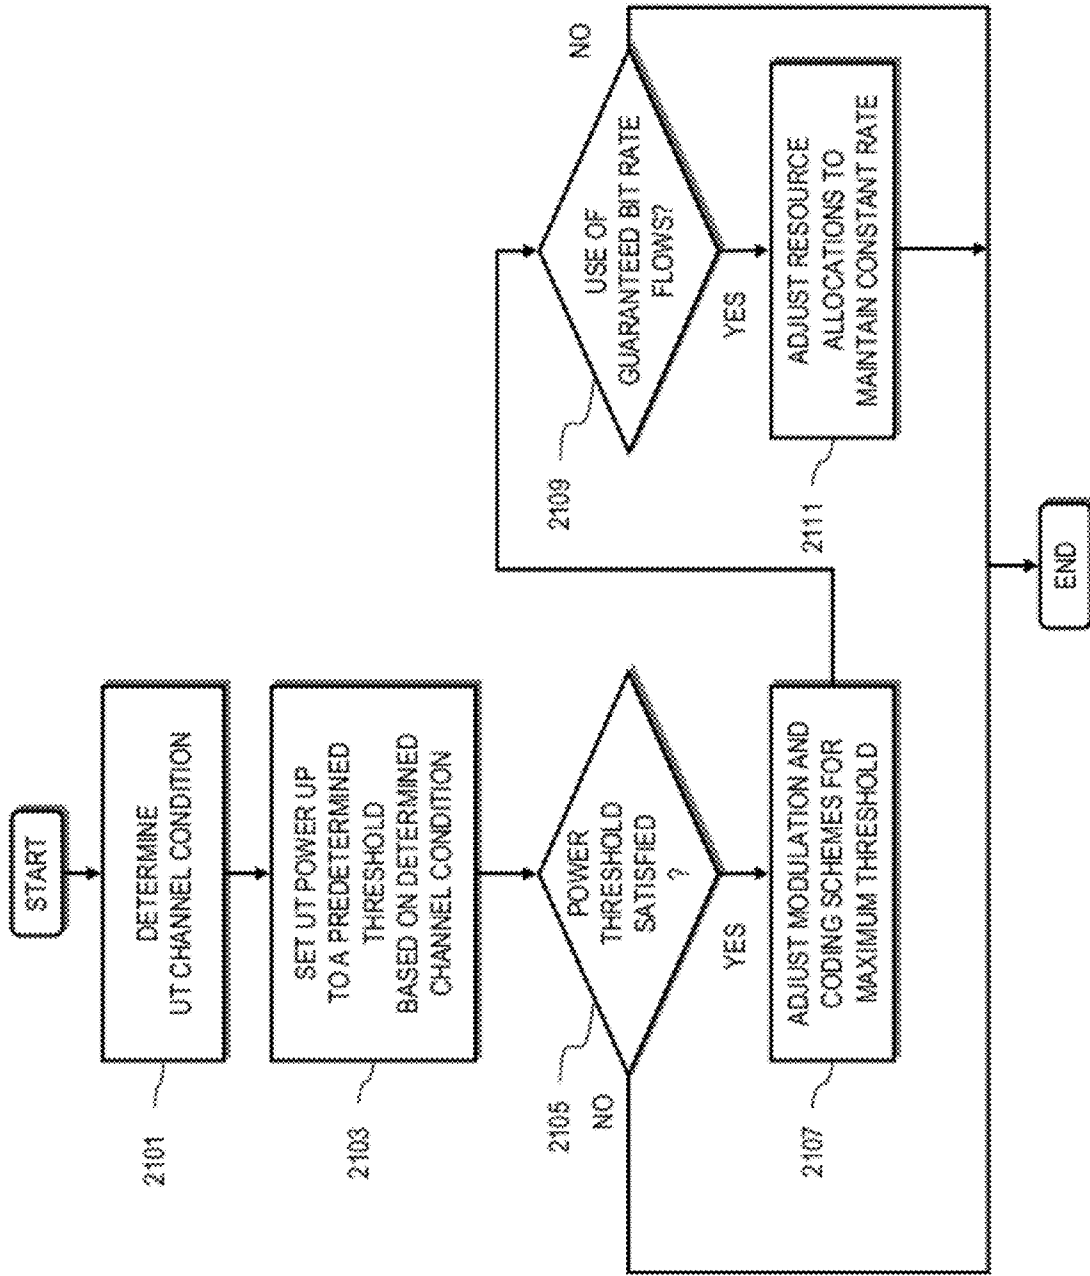 START
DETERMINE
UT CHANNEL CONDITION
2101
SET UT POWER UP
TO A PREDETERMINED
THRESHOLD
BASED ON DETERMINED
CHANNEL CONDITION
2103
POWER
THRESHOLD
SATISFIED
?
2105
NO
YES
ADJUST MODULATION AND
CODING SCHEMES FOR
MAXIMUM THRESHOLD
2107
USE OF
GUARANTEED BIT RATE
FLOWS?
2109
NO
YES
ADJUST RESOURCE
ALLOCATIONS TO
MAINTAIN CONSTANT RATE
2111
END